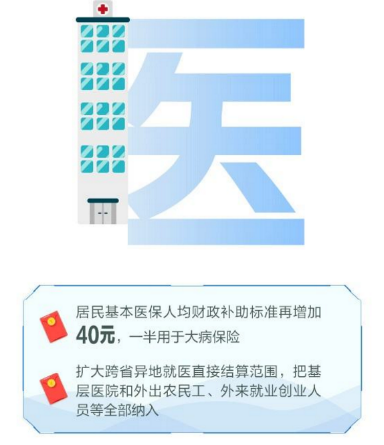 医
居民基本医保人均财政补助标准再增加
40元，一半用于大病保险
扩大跨省异地就医直接结算范围，把基
层医院和外出农民工、外来就业创业人
员等全部纳入